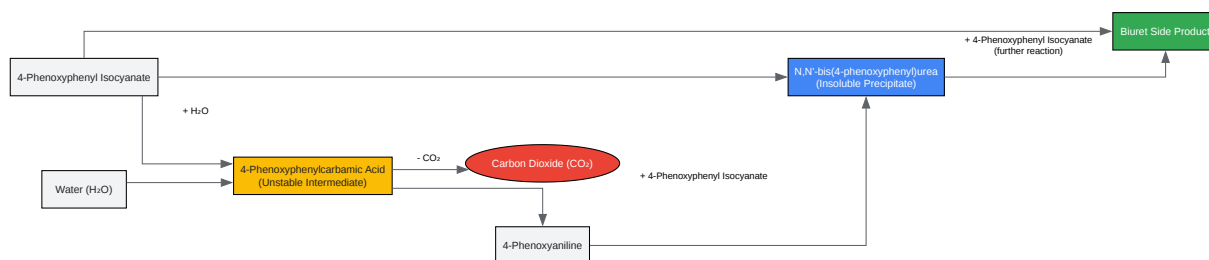 Biuret Side Product
+ 4-Phenoxyphenyl Isocyanate
(further reaction)
4-Phenoxyphenyl Isocyanate
N,N'-bis(4-phenoxyphenyl)urea
(Insoluble Precipitate)
+ H₂O
- CO₂
Carbon Dioxide (CO₂)
4-Phenoxyphenylcarbamic Acid
(Unstable Intermediate)
+ 4-Phenoxyphenyl Isocyanate
Water (H₂O)
4-Phenoxyaniline